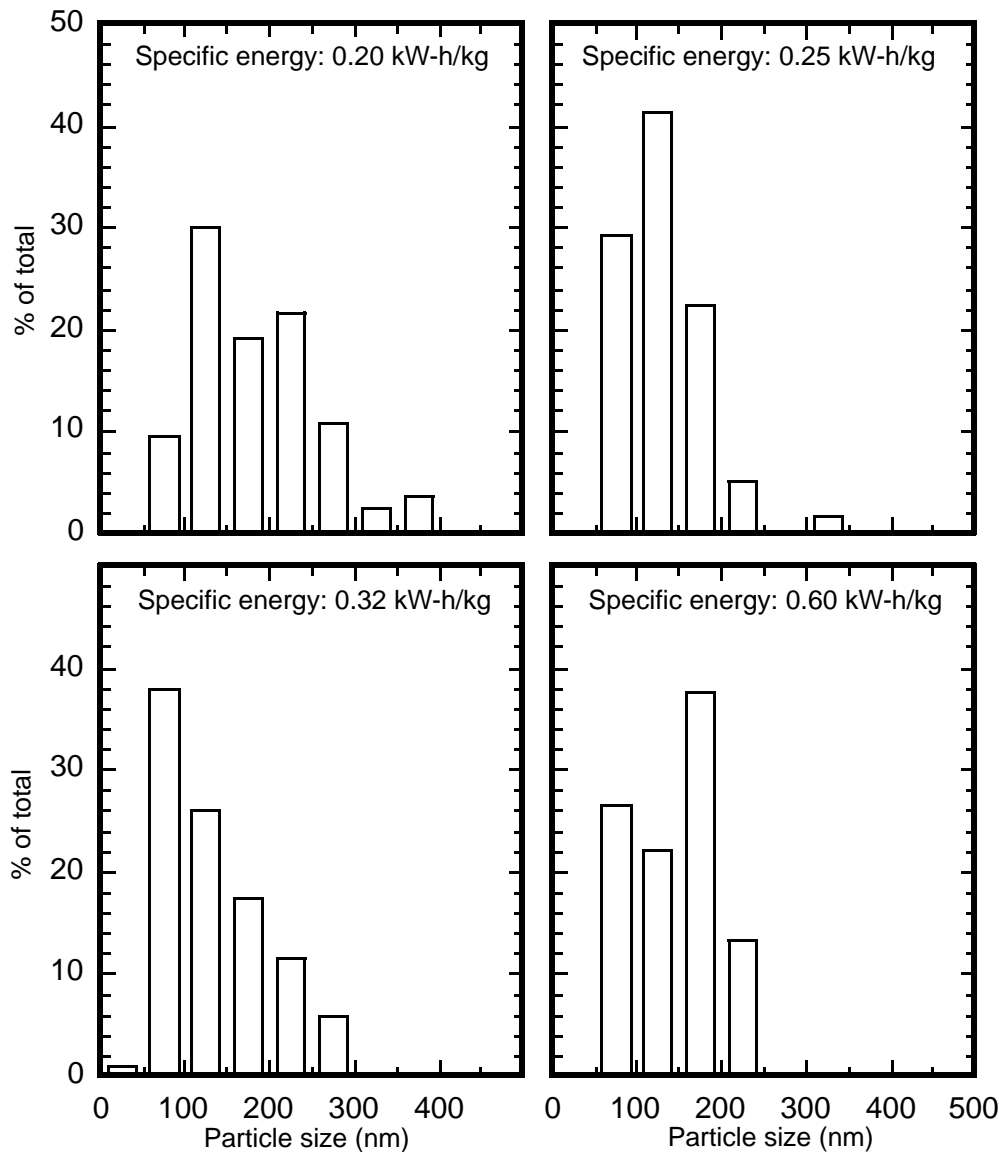 50
Specific energy: 0.20 kW-h/kg
Specific energy: 0.25 kW-h/kg
40
30
% of total
20
10
0
Specific energy: 0.32 kW-h/kg
Specific energy: 0.60 kW-h/kg
40
30
% of total
20
10
0
0 100 200 300 400 0 100 200 300 400 500
Particle size (nm) Particle size (nm)